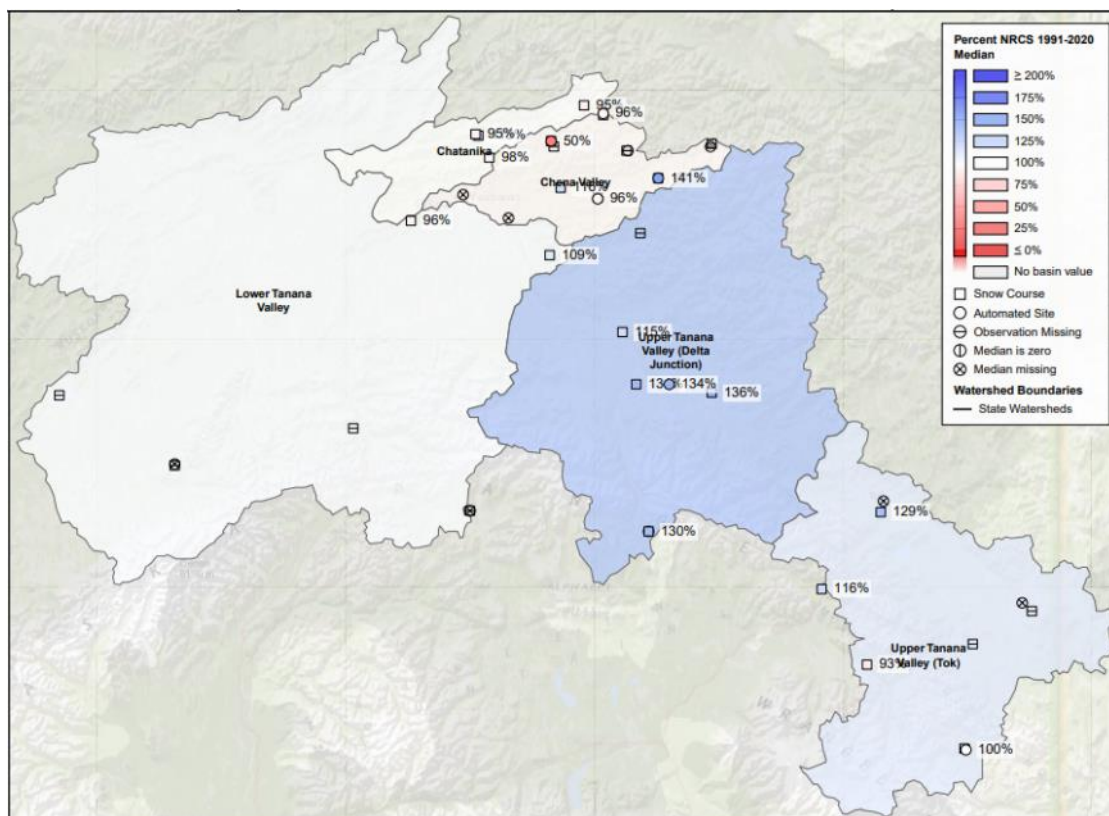 Percent NRCS 1991-2020
Median
≥ 200%
175%
150%
125%
100%
75%
50%
25%
≤ 0%
No basin value
Snow Course
Automated Site
Observation Missing
Median is zero
Median missing
Watershed Boundaries
State Watersheds
95%
96%
95%
50%
Chatanika
98%
141%
Chena Valley
96%
96%
109%
Lower Tanana
Valley
115%
Upper Tanana
Valley (Delta
Junction)
134%
136%
129%
130%
116%
Upper Tanana
Valley (Tok)
93%
100%